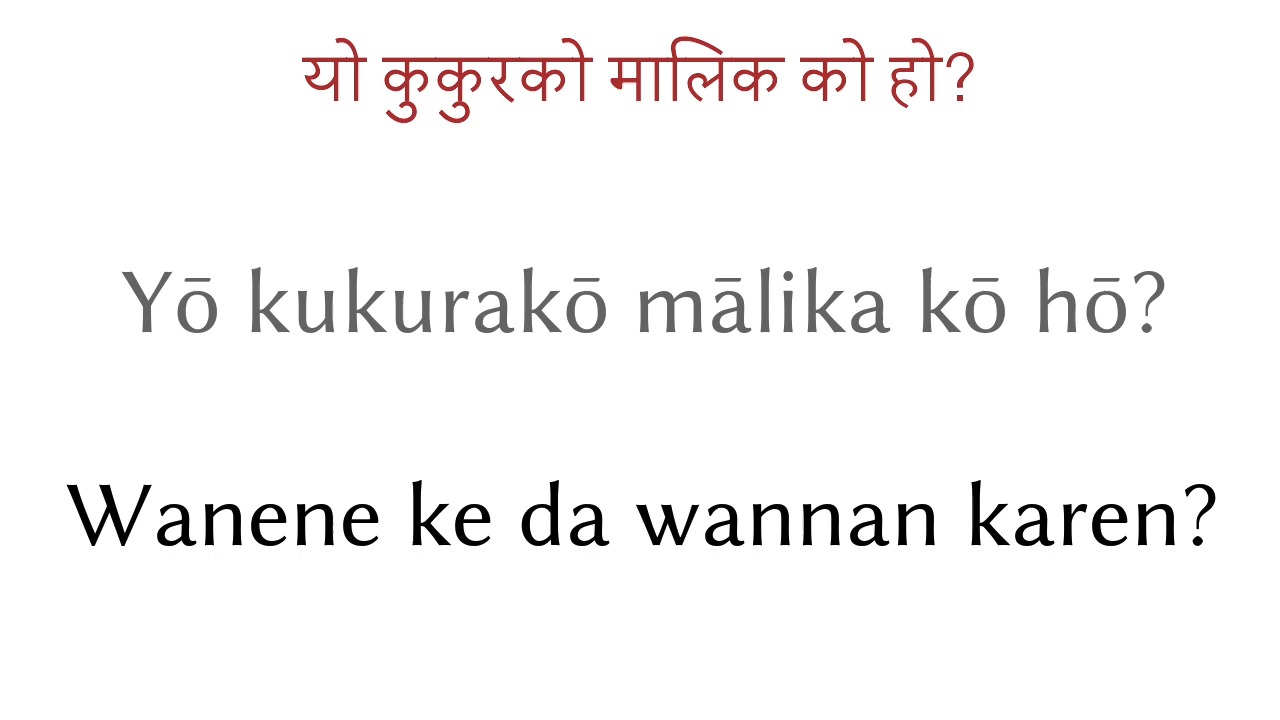 यो कुकुरको मालिक को हो?
Yō kukurakō mālika kō hō?
Wanene ke da wannan karen?